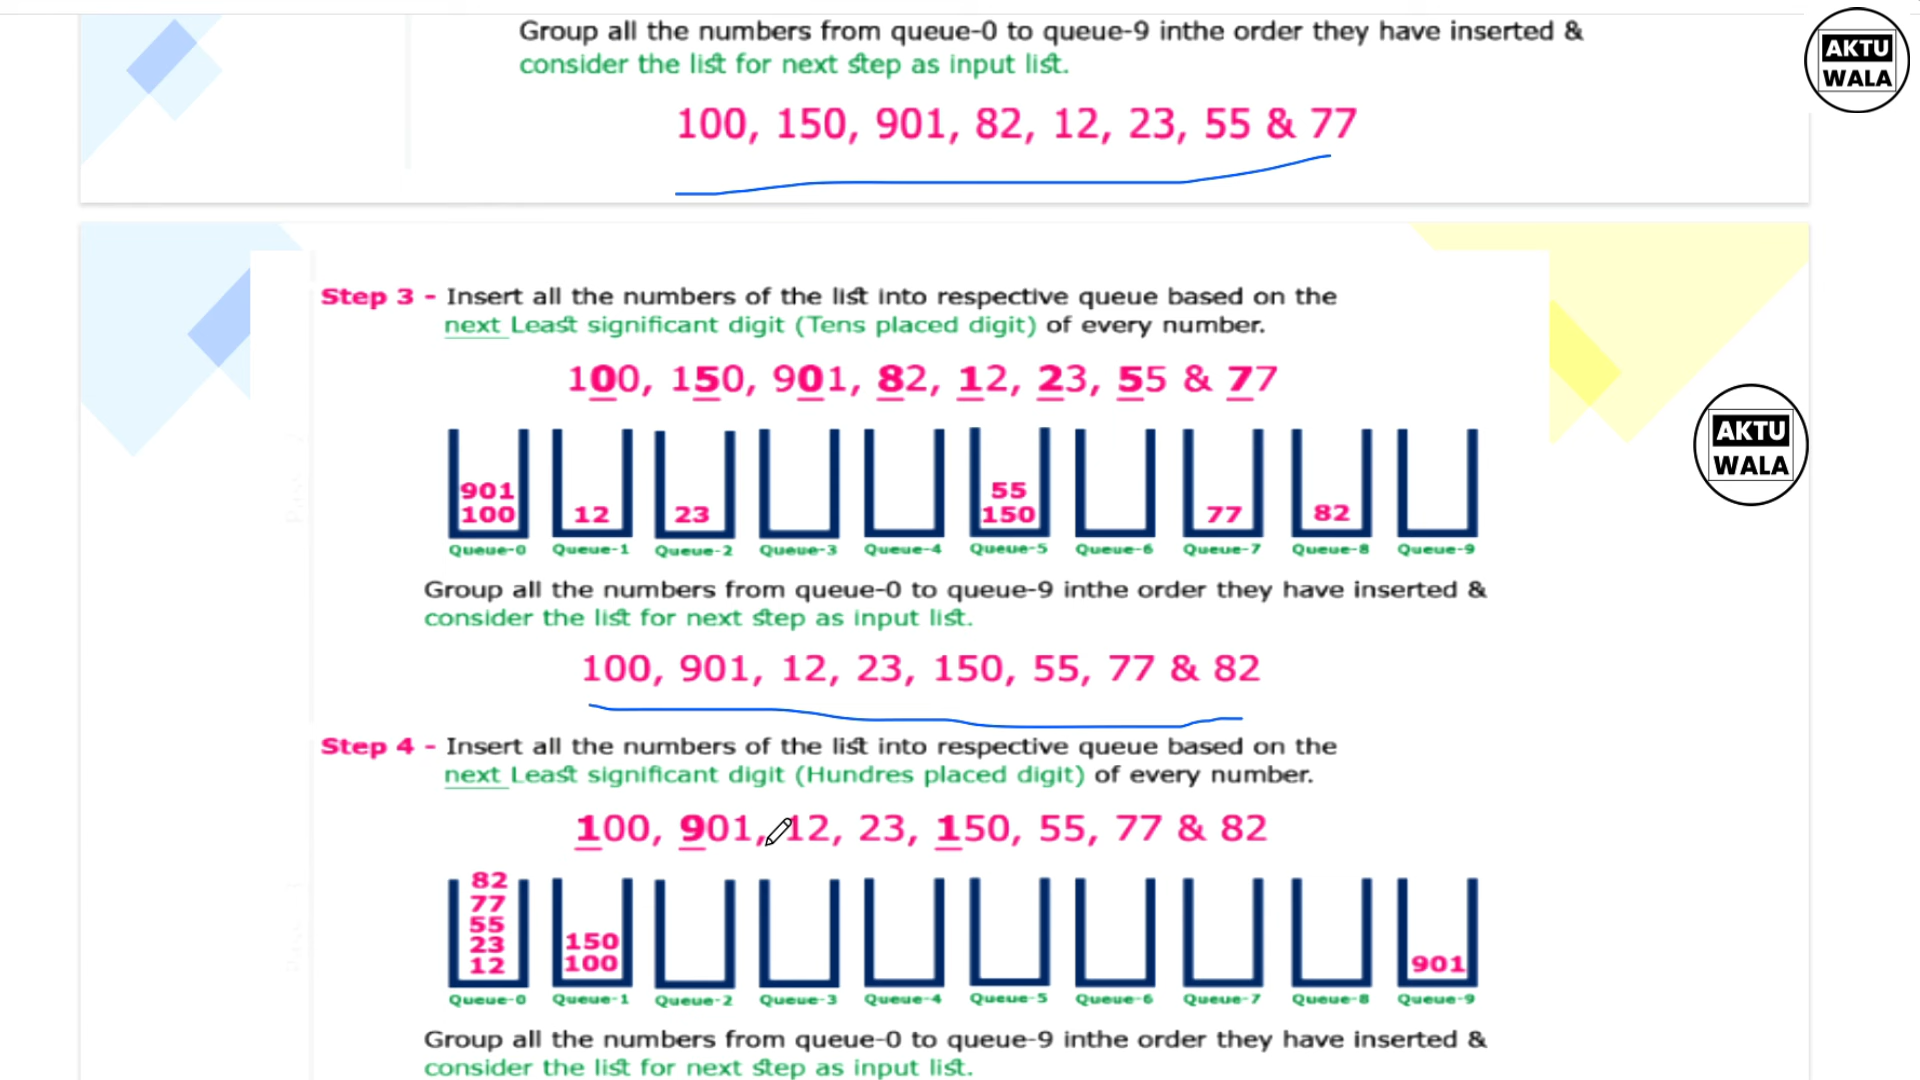 Group all the numbers from queue-0 to queue-9 inthe order they have inserted &
consider the list for next step as input list.
100, 150, 901, 82, 12, 23, 55 & 77
AKTU
WALA
Step 3 - Insert all the numbers of the list into respective queue based on the
next Least significant digit (Tens placed digit) of every number.
100, 150, 901, 82, 12, 23, 55 & 77
901 55
100 12 23 150 77 82
Queue-0 Queue-1 Queue-2 Queue-3 Queue-4 Queue-5 Queue-6 Queue-7 Queue-8 Queue-9
AKTU
WALA
Group all the numbers from queue-0 to queue-9 inthe order they have inserted &
consider the list for next step as input list.
100, 901, 12, 23, 150, 55, 77 & 82
Step 4 - Insert all the numbers of the list into respective queue based on the
next Least significant digit (Hundres placed digit) of every number.
100, 901, 12, 23, 150, 55, 77 & 82
82
77
55
23 150
12 100 901
Queue-0 Queue-1 Queue-2 Queue-3 Queue-4 Queue-5 Queue-6 Queue-7 Queue-8 Queue-9
Group all the numbers from queue-0 to queue-9 inthe order they have inserted &
consider the list for next step as input list.